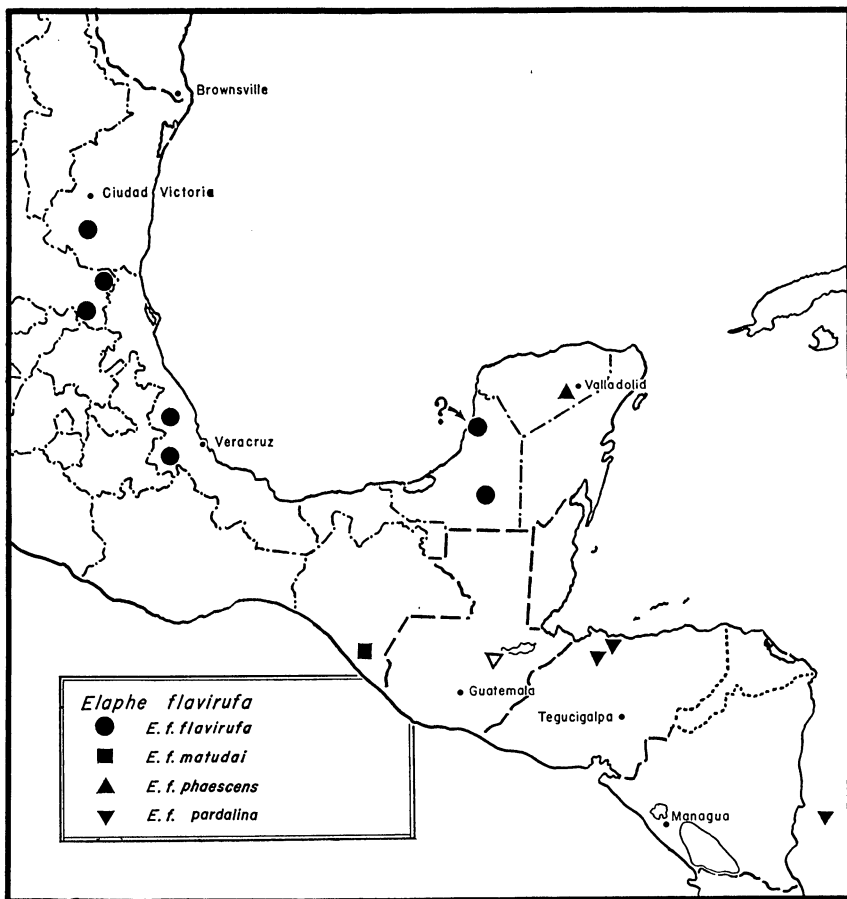 Brownsville
Ciudad Victoria
Valladolid
?
Veracruz
Guatemala
Tegucigalpa
Managua
Elaphe flavirufa
E. f. flavirufa
E. f. matudai
E. f. phaescens
E. f. pardalina